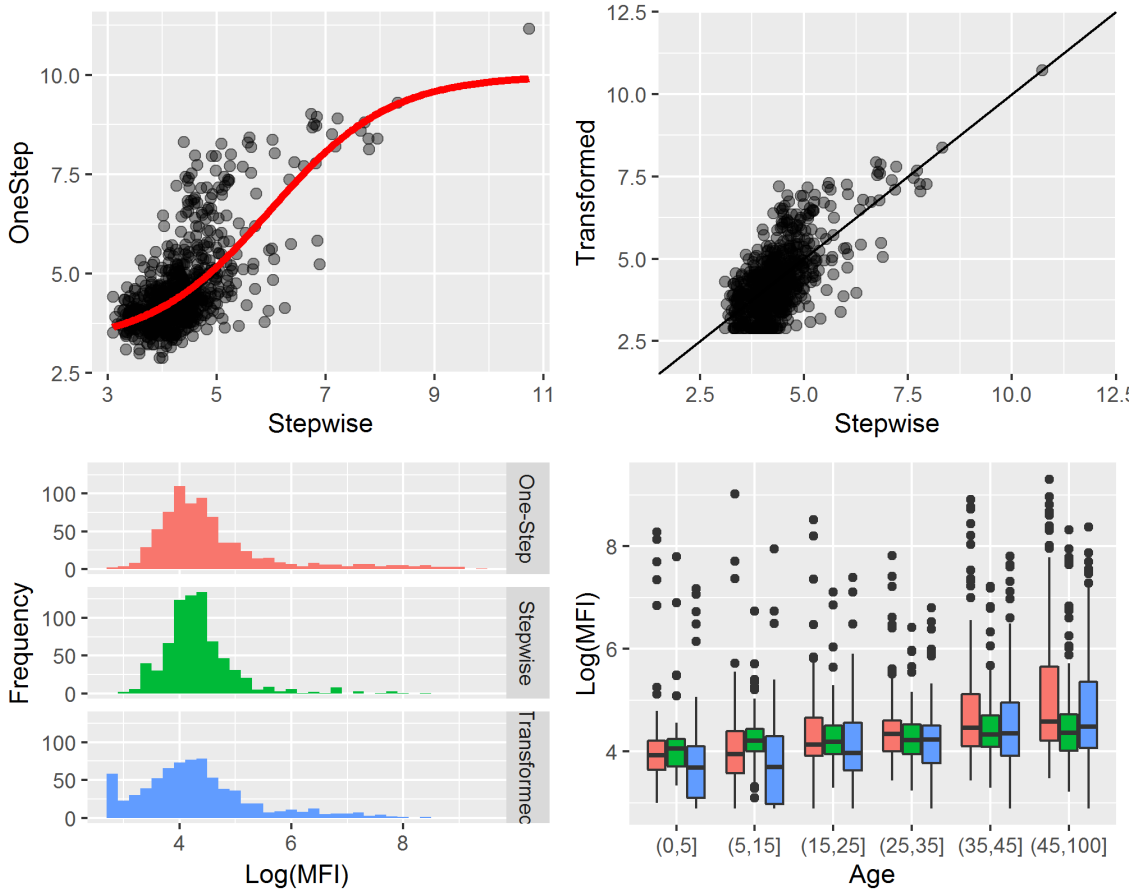 OneStep
10.0
7.5
5.0
2.5
3 5 7 9 11
Stepwise
Transformed
12.5
10.0
7.5
5.0
2.5
2.5 5.0 7.5 10.0 12.5
Stepwise
Frequency
100
50
0
One-Step
100
50
0
Stepwise
100
50
0
Transformed
4 6 8
Log(MFI)
Log(MFI)
8
6
4
(0,5] (5,15] (15,25] (25,35] (35,45] (45,100]
Age